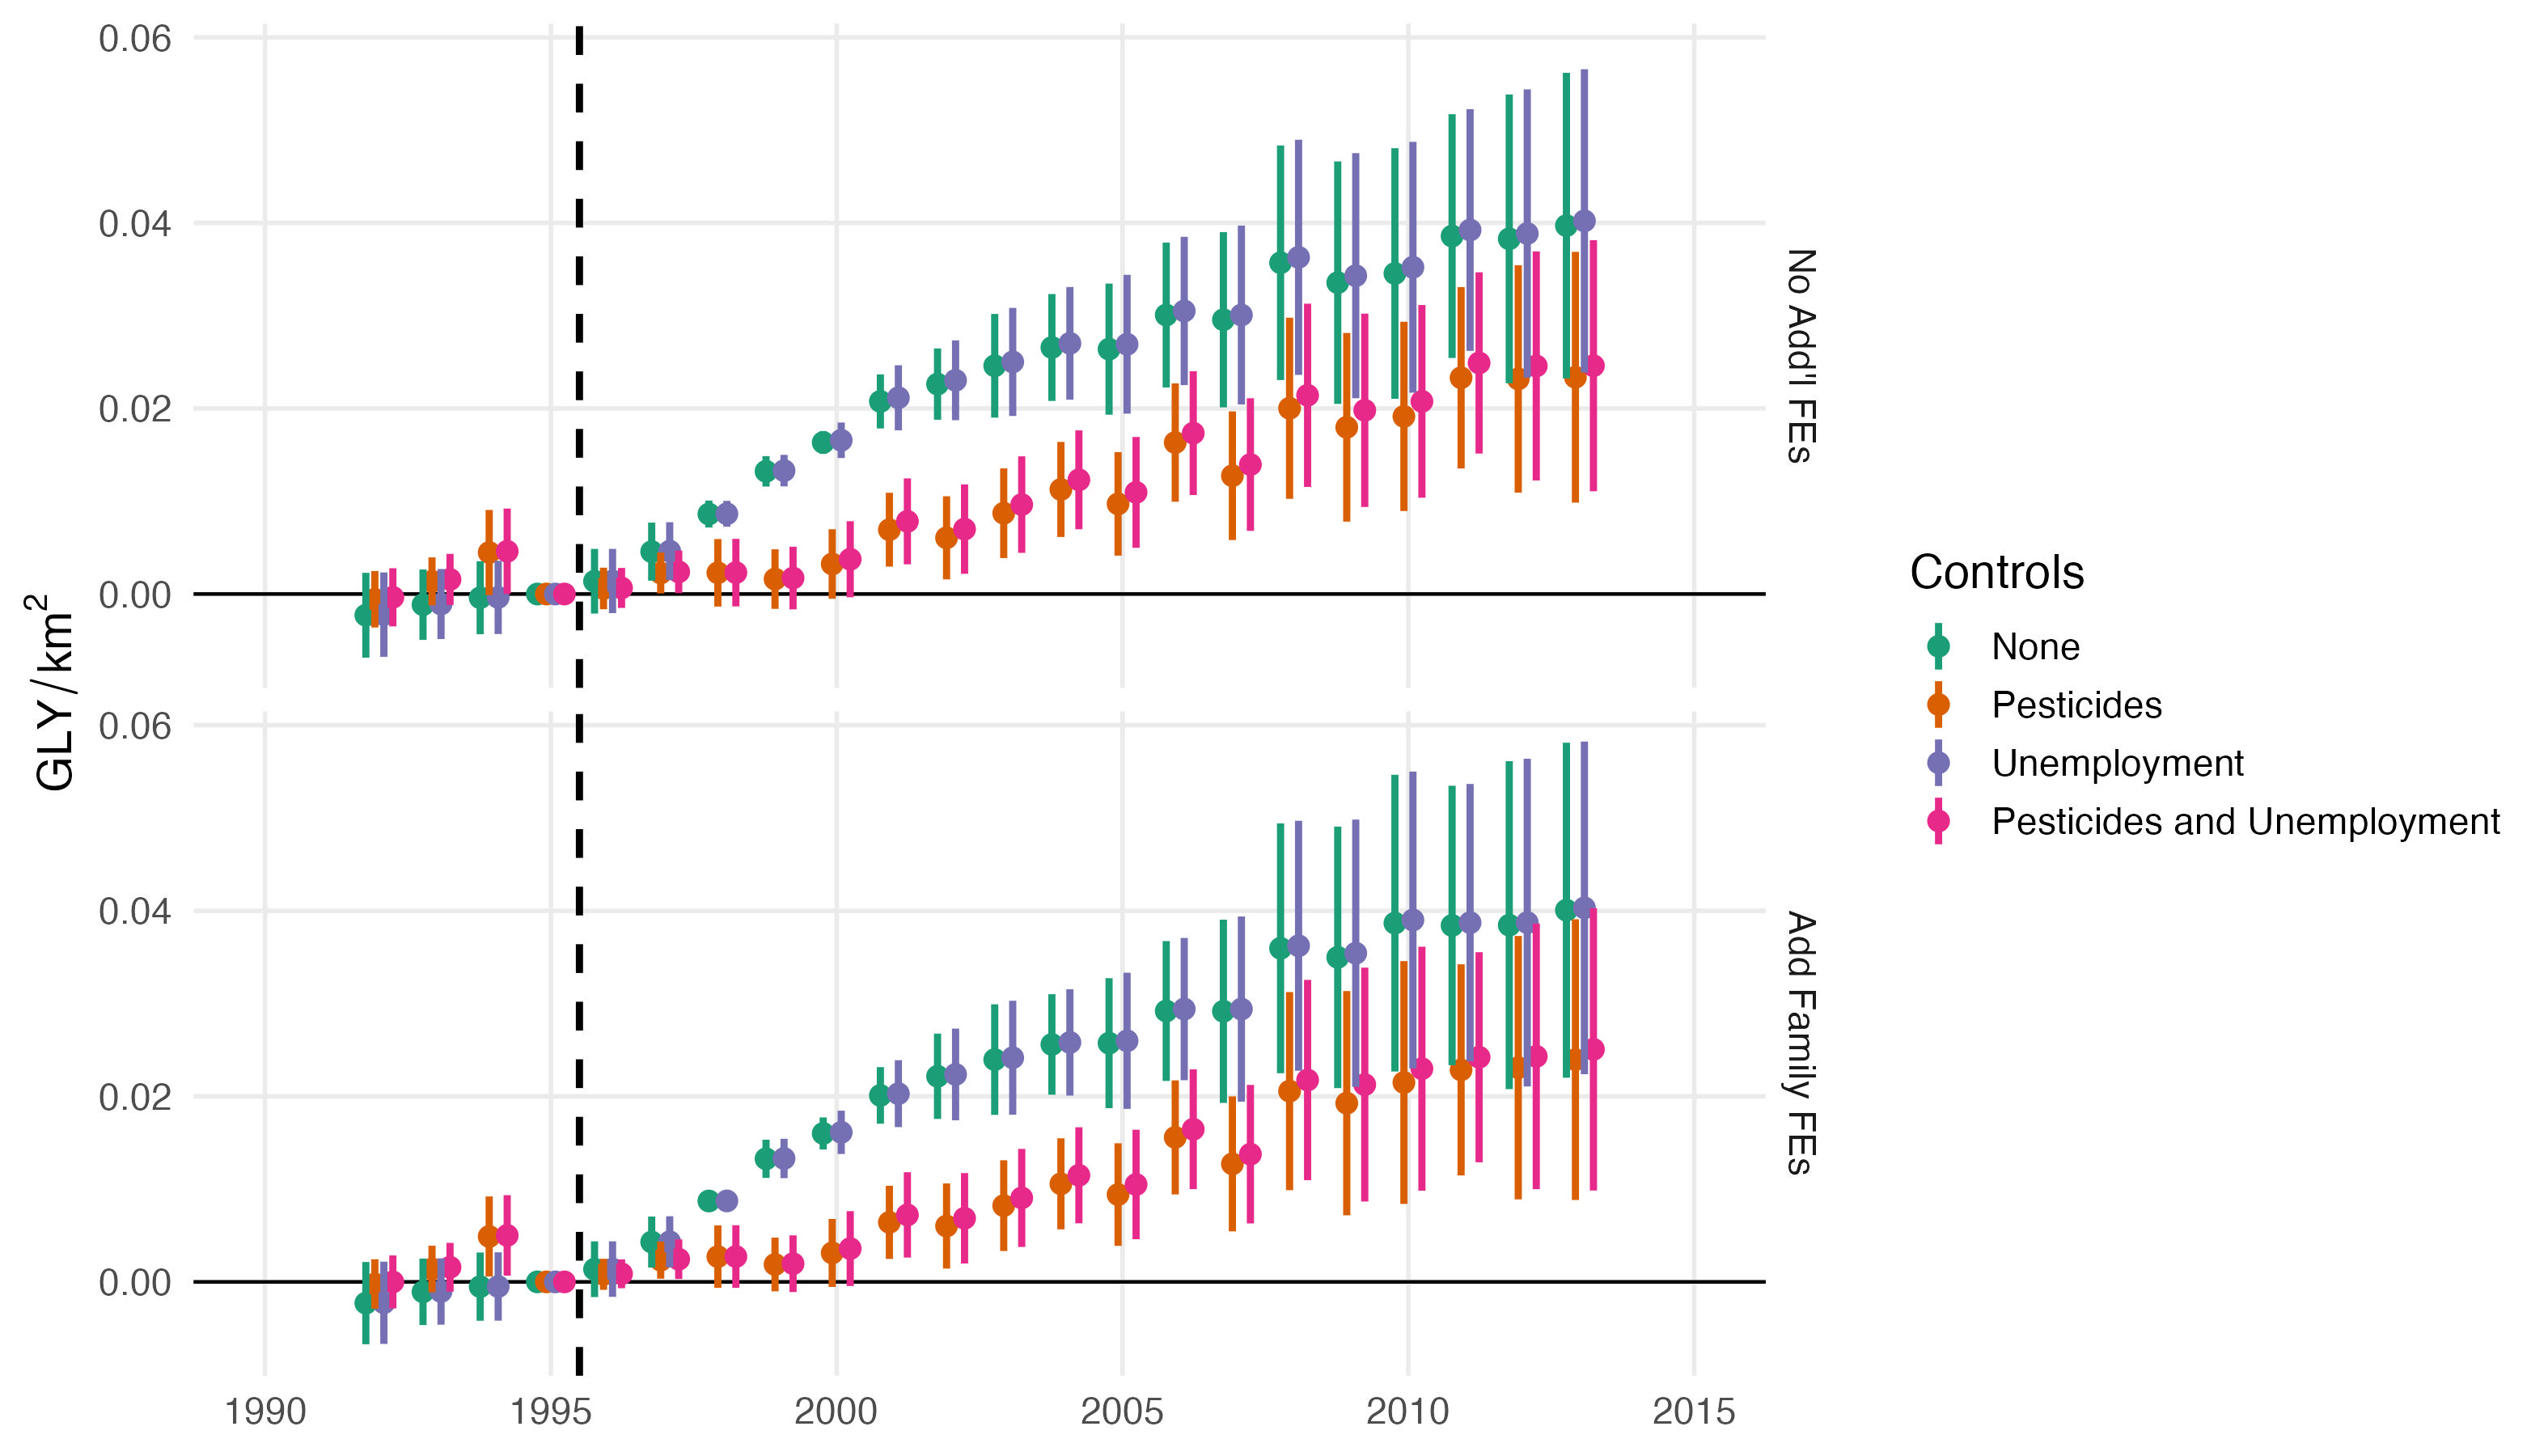 GLY/km²
0.06
0.04
0.02
0.00
No Add'l FEs
0.06
0.04
0.02
0.00
Add Family FEs
1990 1995 2000 2005 2010 2015
Controls
None
Pesticides
Unemployment
Pesticides and Unemployment